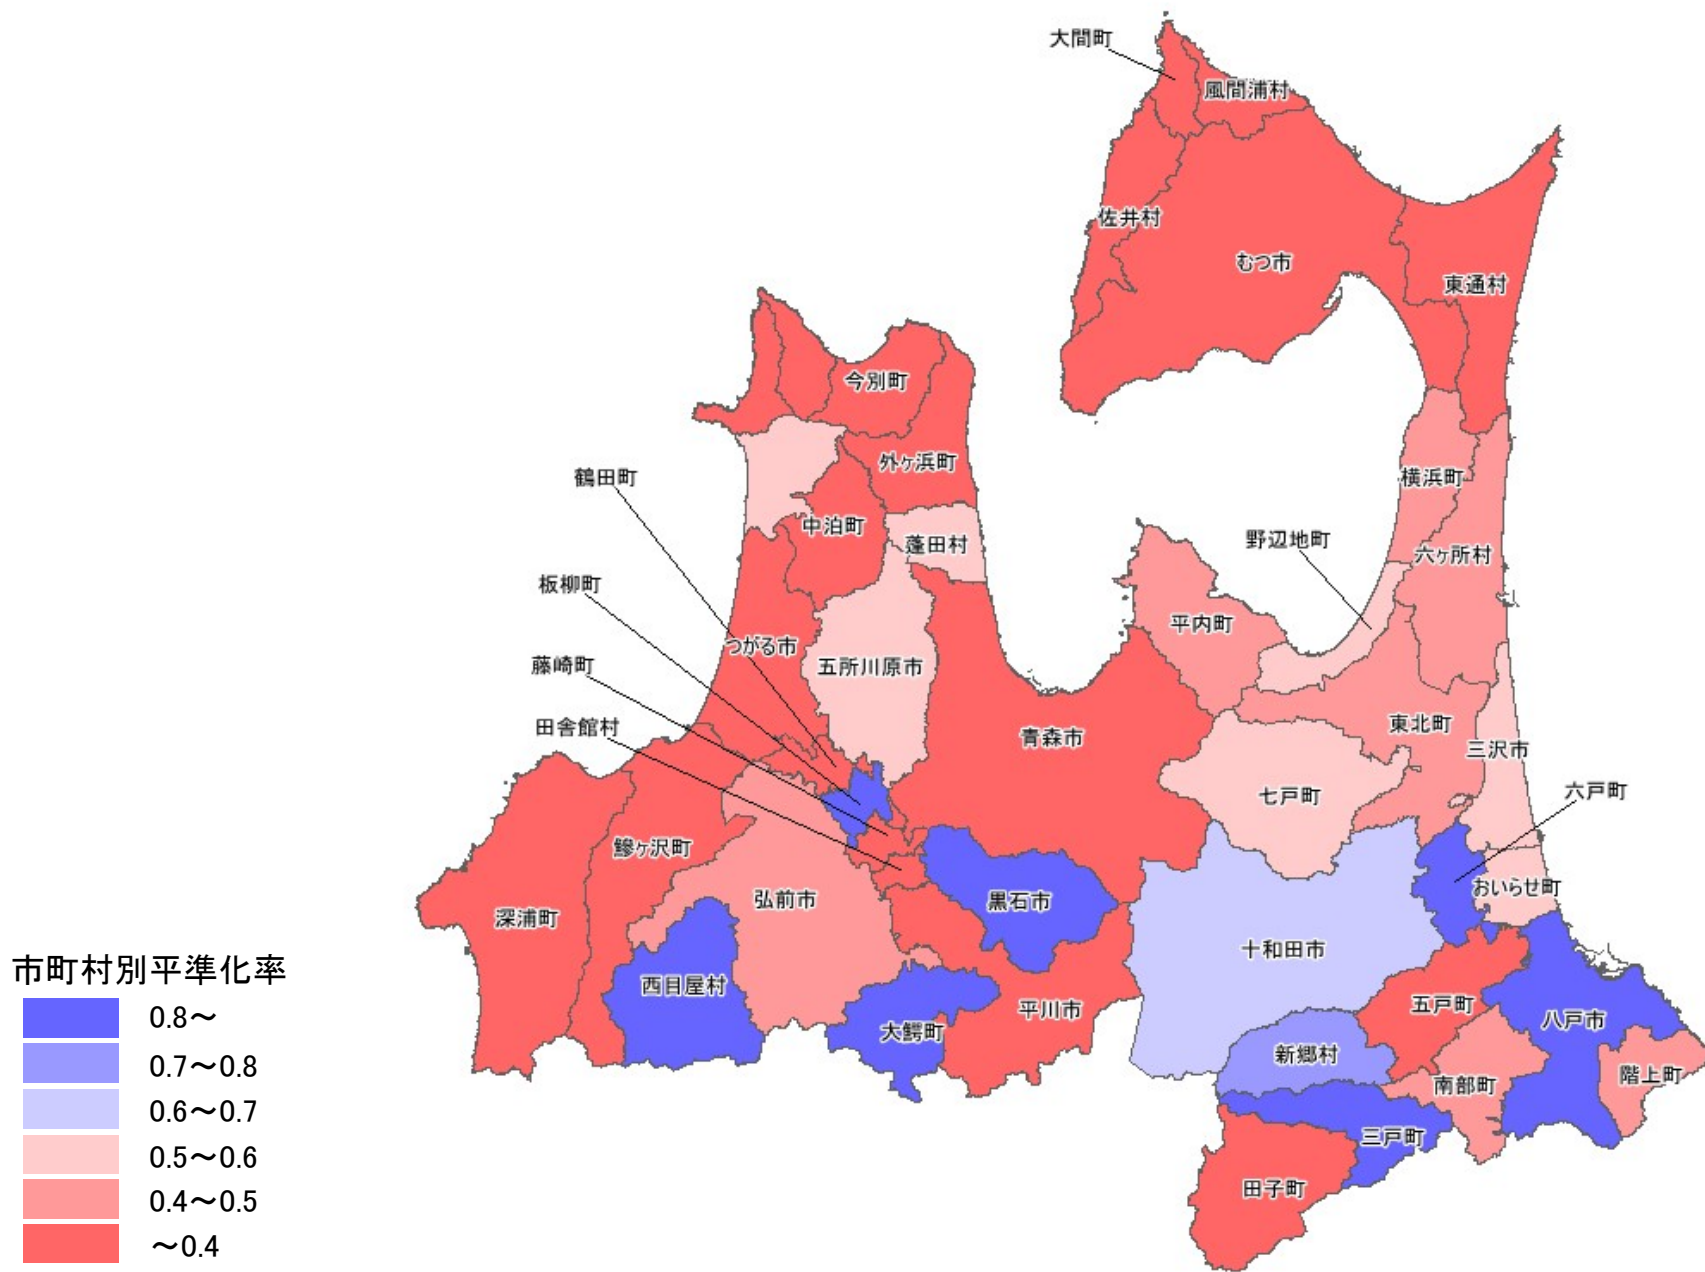 大間町
風間浦村
佐井村
むつ市
東通村
今別町
外ヶ浜町
鶴田町
横浜町
中泊町
野辺地町
蓬田村
六ヶ所村
板柳町
平内町
つがる市
藤崎町
五所川原市
田舎館村
青森市
東北町
三沢市
六戸町
七戸町
鰺ヶ沢町
おいらせ町
弘前市
黒石市
深浦町
十和田市
西目屋村
五戸町
平川市
八戸市
大鰐町
新郷村
階上町
南部町
三戸町
田子町
市町村別平準化率
0.8～
0.7～0.8
0.6～0.7
0.5～0.6
0.4～0.5
～0.4